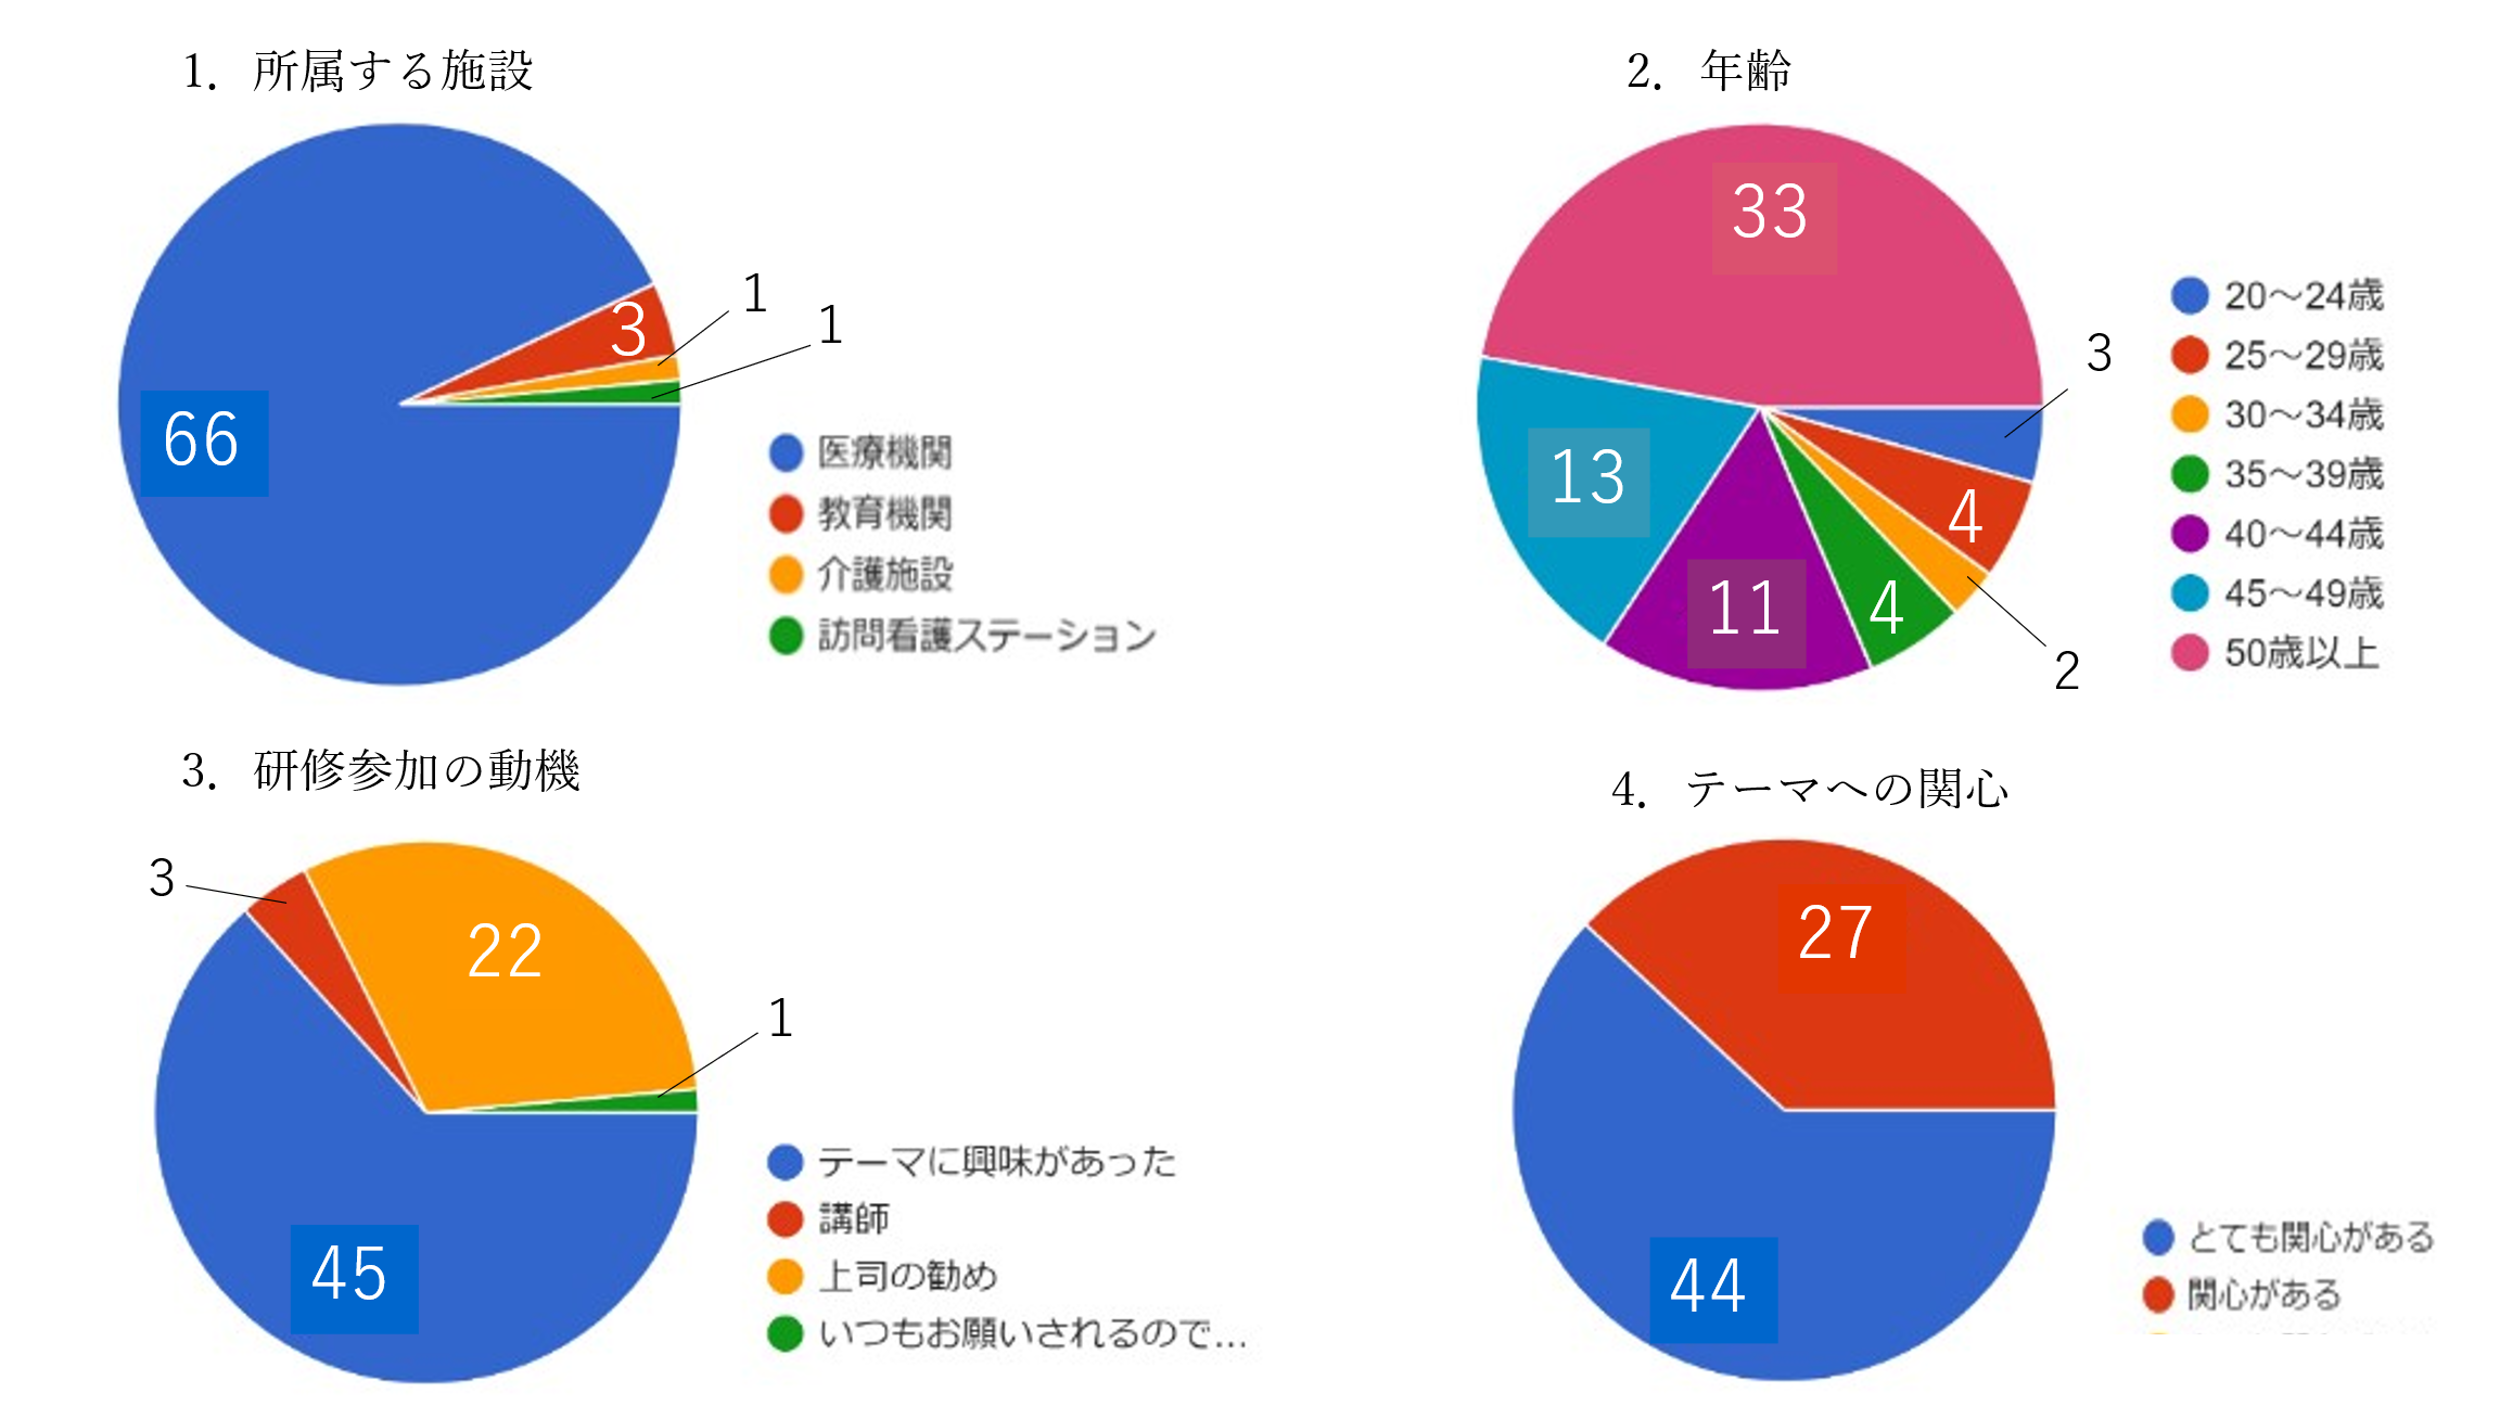 1. 所属する施設
66
3
1
1
医療機関
教育機関
介護施設
訪問看護ステーション
2. 年齢
33
3
4
2
4
11
13
20～24歳
25～29歳
30～34歳
35～39歳
40～44歳
45～49歳
50歳以上
3. 研修参加の動機
3
22
1
45
テーマに興味があった
講師
上司の勧め
いつもお願いされるので...
4. テーマへの関心
27
44
とても関心がある
関心がある